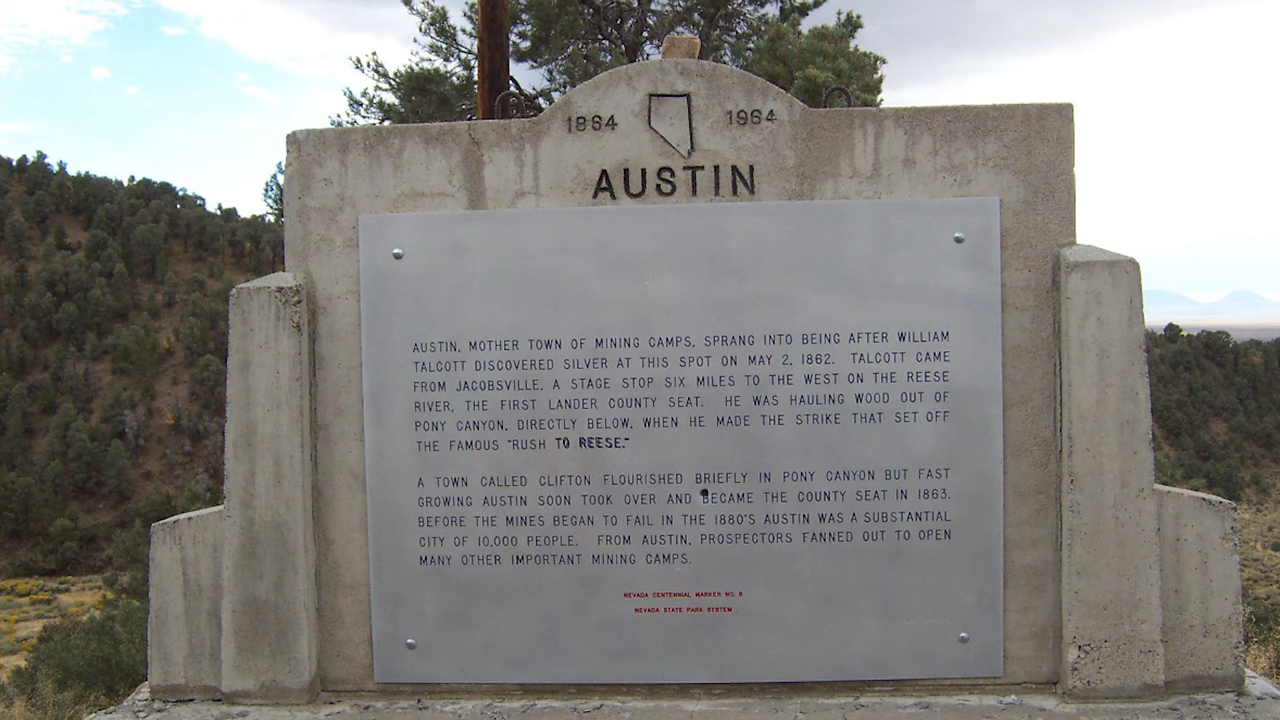 1864 1964
AUSTIN
AUSTIN, MOTHER TOWN OF MINING CAMPS, SPRANG INTO BEING AFTER WILLIAM
TALCOTT DISCOVERED SILVER AT THIS SPOT ON MAY 2, 1862. TALCOTT CAME
FROM JACOBSVILLE, A STAGE STOP SIX MILES TO THE WEST ON THE REESE
RIVER, THE FIRST LANDER COUNTY SEAT. HE WAS HAULING WOOD OUT OF
PONY CANYON, DIRECTLY BELOW, WHEN HE MADE THE STRIKE THAT SET OFF
THE FAMOUS "RUSH TO REESE."
A TOWN CALLED CLIFTON FLOURISHED BRIEFLY IN PONY CANYON BUT FAST
GROWING AUSTIN SOON TOOK OVER AND BECAME THE COUNTY SEAT IN 1863.
BEFORE THE MINES BEGAN TO FAIL IN THE 1880'S AUSTIN WAS A SUBSTANTIAL
CITY OF 10,000 PEOPLE. FROM AUSTIN, PROSPECTORS FANNED OUT TO OPEN
MANY OTHER IMPORTANT MINING CAMPS.
NEVADA CENTENNIAL MARKER NO. 8
NEVADA STATE PARK SYSTEM